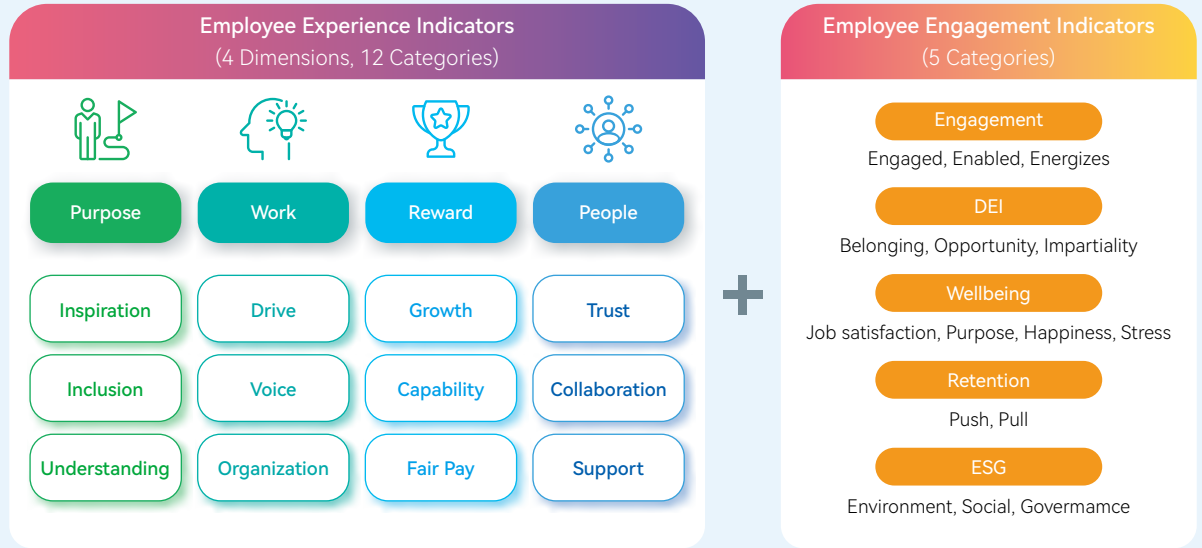 Employee Experience Indicators
(4 Dimensions, 12 Categories)
Purpose
Work
Reward
People
Inspiration
Drive
Growth
Trust
Inclusion
Voice
Capability
Collaboration
Understanding
Organization
Fair Pay
Support
+
Employee Engagement Indicators
(5 Categories)
Engagement
Engaged, Enabled, Energizes
DEI
Belonging, Opportunity, Impartiality
Wellbeing
Job satisfaction, Purpose, Happiness, Stress
Retention
Push, Pull
ESG
Environment, Social, Govermamce